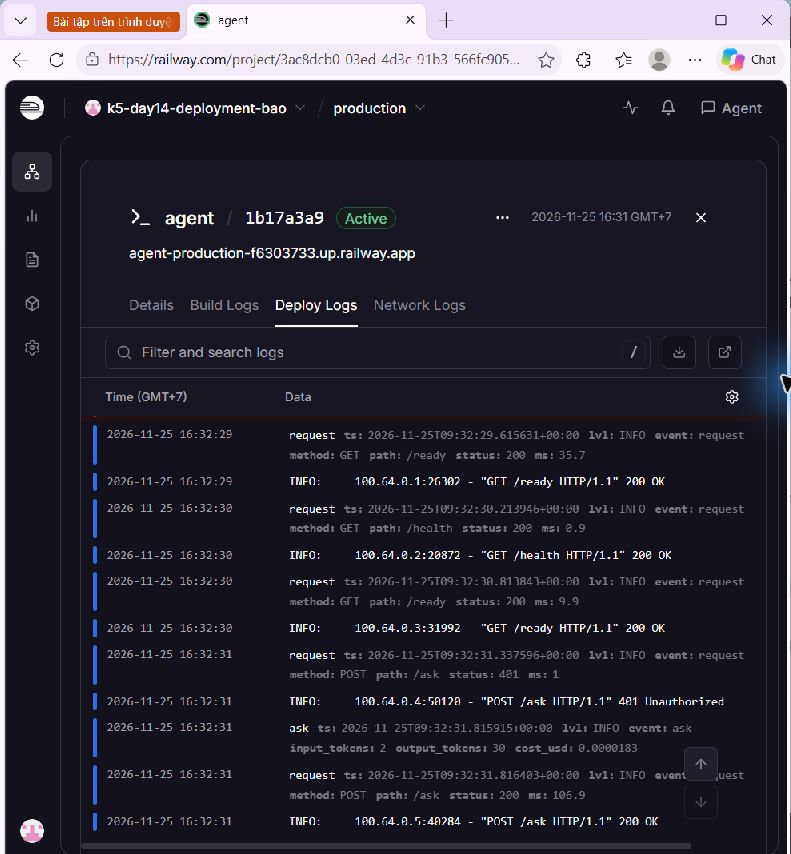 Bài tập trên trình duyệ
agent
https://railway.com/project/3ac8dcb0-03ed-4d3c-91b3-566fc905...
Chat
k5-day14-deployment-bao / production
Agent
agent / 1b17a3a9 Active ... 2026-11-25 16:31 GMT+7
agent-production-f6303733.up.railway.app
Details Build Logs Deploy Logs Network Logs
Filter and search logs /
Time (GMT+7) Data
2026-11-25 16:32:29 request ts: 2026-11-25T09:32:29.615631+00:00 lvl: INFO event: request
method: GET path: /ready status: 200 ms: 35.7
2026-11-25 16:32:29 INFO: 100.64.0.1:26302 - "GET /ready HTTP/1.1" 200 OK
2026-11-25 16:32:30 request ts: 2026-11-25T09:32:30.213946+00:00 lvl: INFO event: request
method: GET path: /health status: 200 ms: 0.9
2026-11-25 16:32:30 INFO: 100.64.0.2:20872 - "GET /health HTTP/1.1" 200 OK
2026-11-25 16:32:30 request ts: 2026-11-25T09:32:30.813843+00:00 lvl: INFO event: request
method: GET path: /ready status: 200 ms: 9.9
2026-11-25 16:32:30 INFO: 100.64.0.3:31992 - "GET /ready HTTP/1.1" 200 OK
2026-11-25 16:32:31 request ts: 2026-11-25T09:32:31.337596+00:00 lvl: INFO event: request
method: POST path: /ask status: 401 ms: 1
2026-11-25 16:32:31 INFO: 100.64.0.4:50120 - "POST /ask HTTP/1.1" 401 Unauthorized
2026-11-25 16:32:31 ask ts: 2026-11-25T09:32:31.815915+00:00 lvl: INFO event: ask
input_tokens: 2 output_tokens: 30 cost_usd: 0.0000183
2026-11-25 16:32:31 request ts: 2026-11-25T09:32:31.816403+00:00 lvl: INFO
method: POST path: /ask status: 200 ms: 106.9
2026-11-25 16:32:31 INFO: 100.64.0.5:40284 - "POST /ask HTTP/1.1" 200 OK